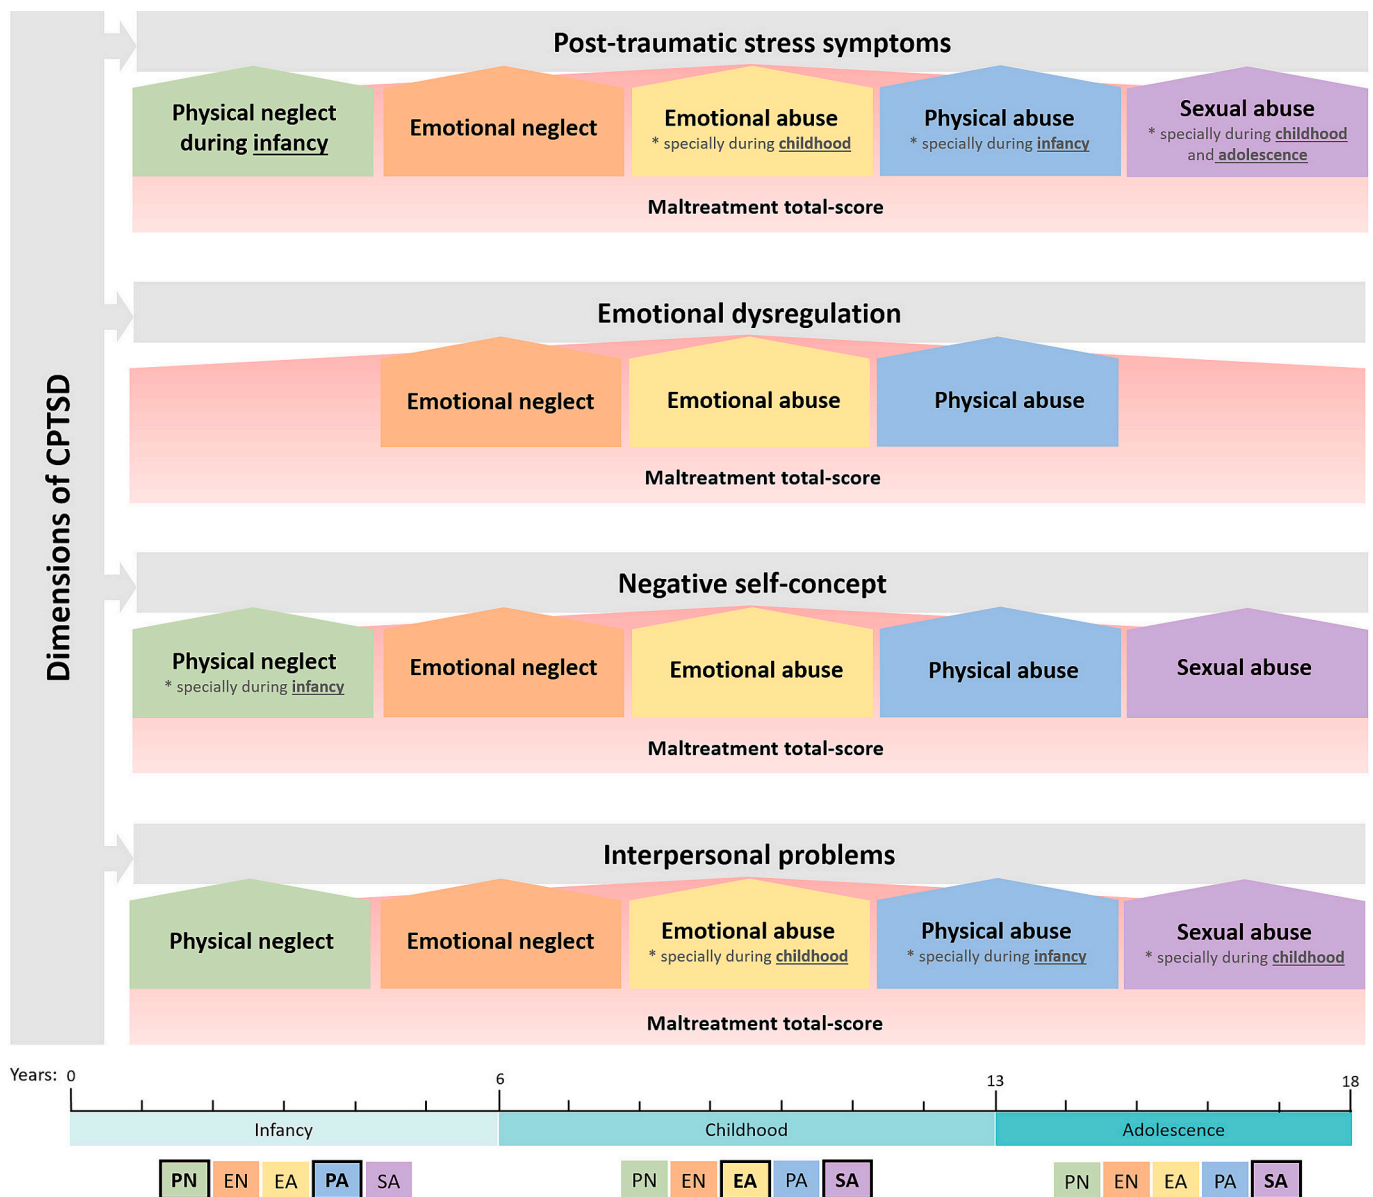 Dimensions of CPTSD
Post-traumatic stress symptoms
Physical neglect
during infancy
Emotional neglect
Emotional abuse
* specially during childhood
Physical abuse
* specially during infancy
Sexual abuse
* specially during childhood
and adolescence
Maltreatment total-score
Emotional dysregulation
Emotional neglect
Emotional abuse
Physical abuse
Maltreatment total-score
Negative self-concept
Physical neglect
* specially during infancy
Emotional neglect
Emotional abuse
Physical abuse
Sexual abuse
Maltreatment total-score
Interpersonal problems
Physical neglect
Emotional neglect
Emotional abuse
* specially during childhood
Physical abuse
* specially during infancy
Sexual abuse
* specially during childhood
Maltreatment total-score
Years: 0 6 13 18
Infancy Childhood Adolescence
PN EN EA PA SA PN EN EA PA SA PN EN EA PA SA